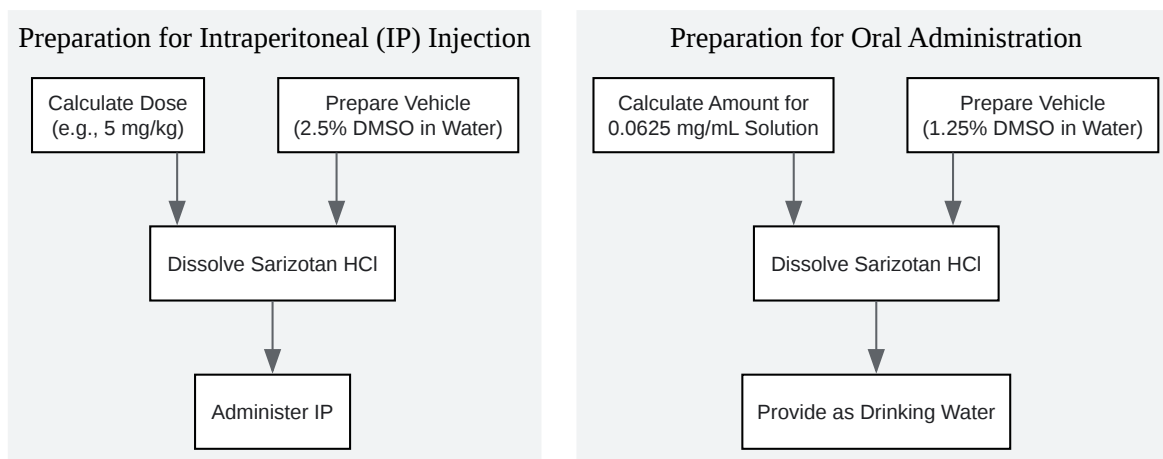 Preparation for Intraperitoneal (IP) Injection
Calculate Dose
(e.g., 5 mg/kg)
Prepare Vehicle
(2.5% DMSO in Water)
Dissolve Sarizotan HCl
Administer IP
Preparation for Oral Administration
Calculate Amount for
0.0625 mg/mL Solution
Prepare Vehicle
(1.25% DMSO in Water)
Dissolve Sarizotan HCl
Provide as Drinking Water